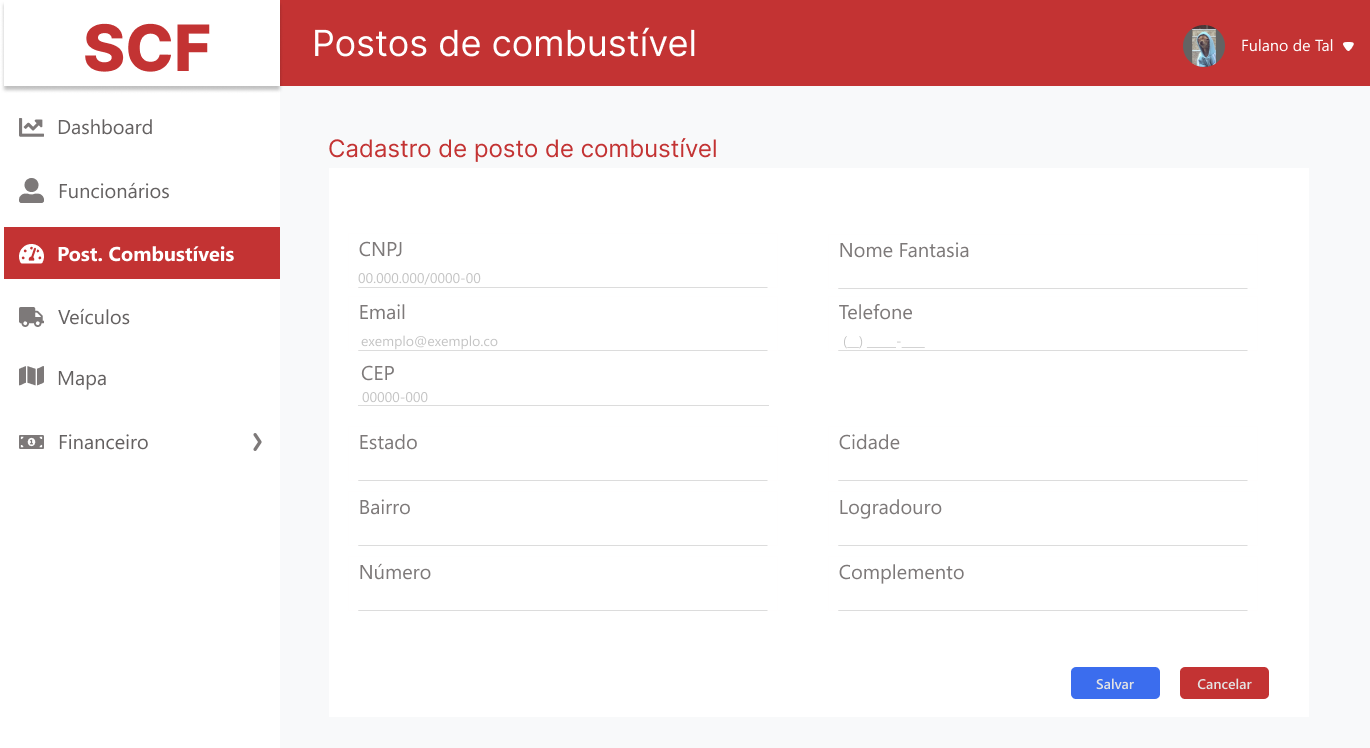 SCF
Postos de combustível
Fulano de Tal
Dashboard
Funcionários
Post. Combustíveis
Veículos
Mapa
Financeiro
Cadastro de posto de combustível
CNPJ
00.000.000/0000-00
Nome Fantasia
Email
exemplo@exemplo.co
Telefone
(__) ____-___
CEP
00000-000
Estado
Cidade
Bairro
Logradouro
Número
Complemento
Salvar
Cancelar